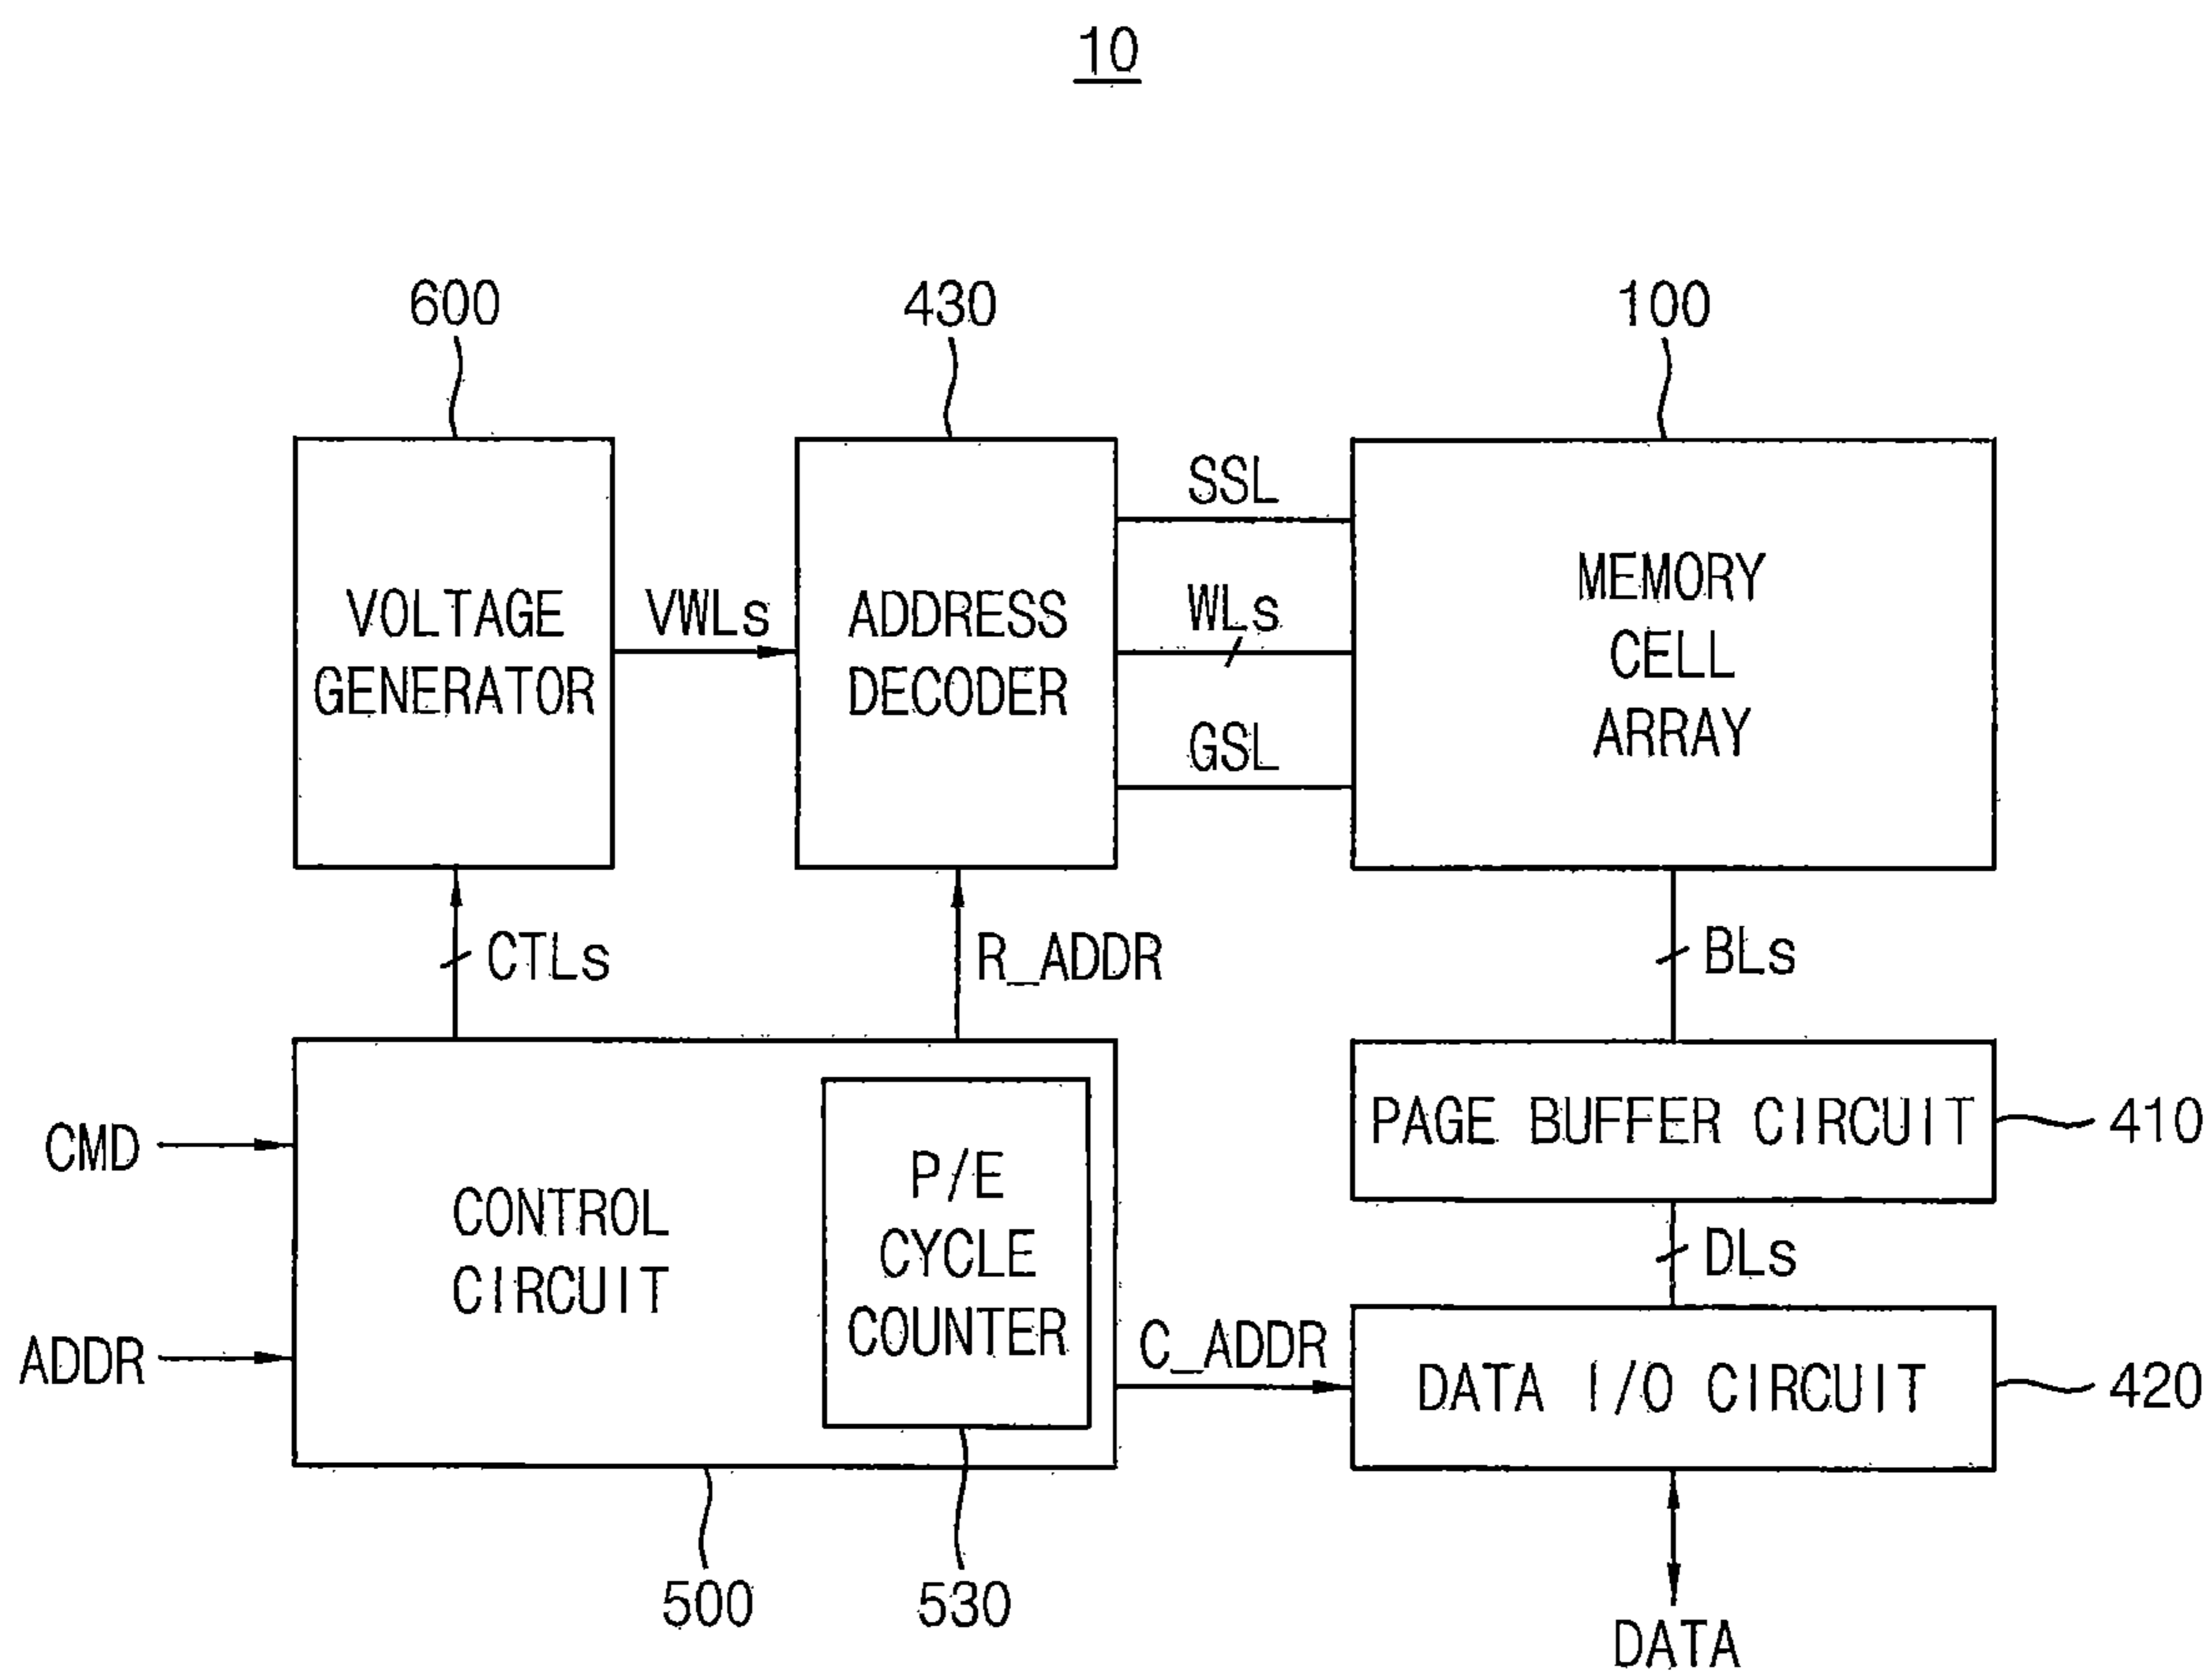 10
600
430
100
SSL
WLs
GSL
VOLTAGE
GENERATOR
VWLs
ADDRESS
DECODER
MEMORY
CELL
ARRAY
CTLs
R_ADDR
BLs
CMD
ADDR
CONTROL
CIRCUIT
P/E
CYCLE
COUNTER
C_ADDR
PAGE BUFFER CIRCUIT
410
DLs
DATA I/O CIRCUIT
420
500
530
DATA